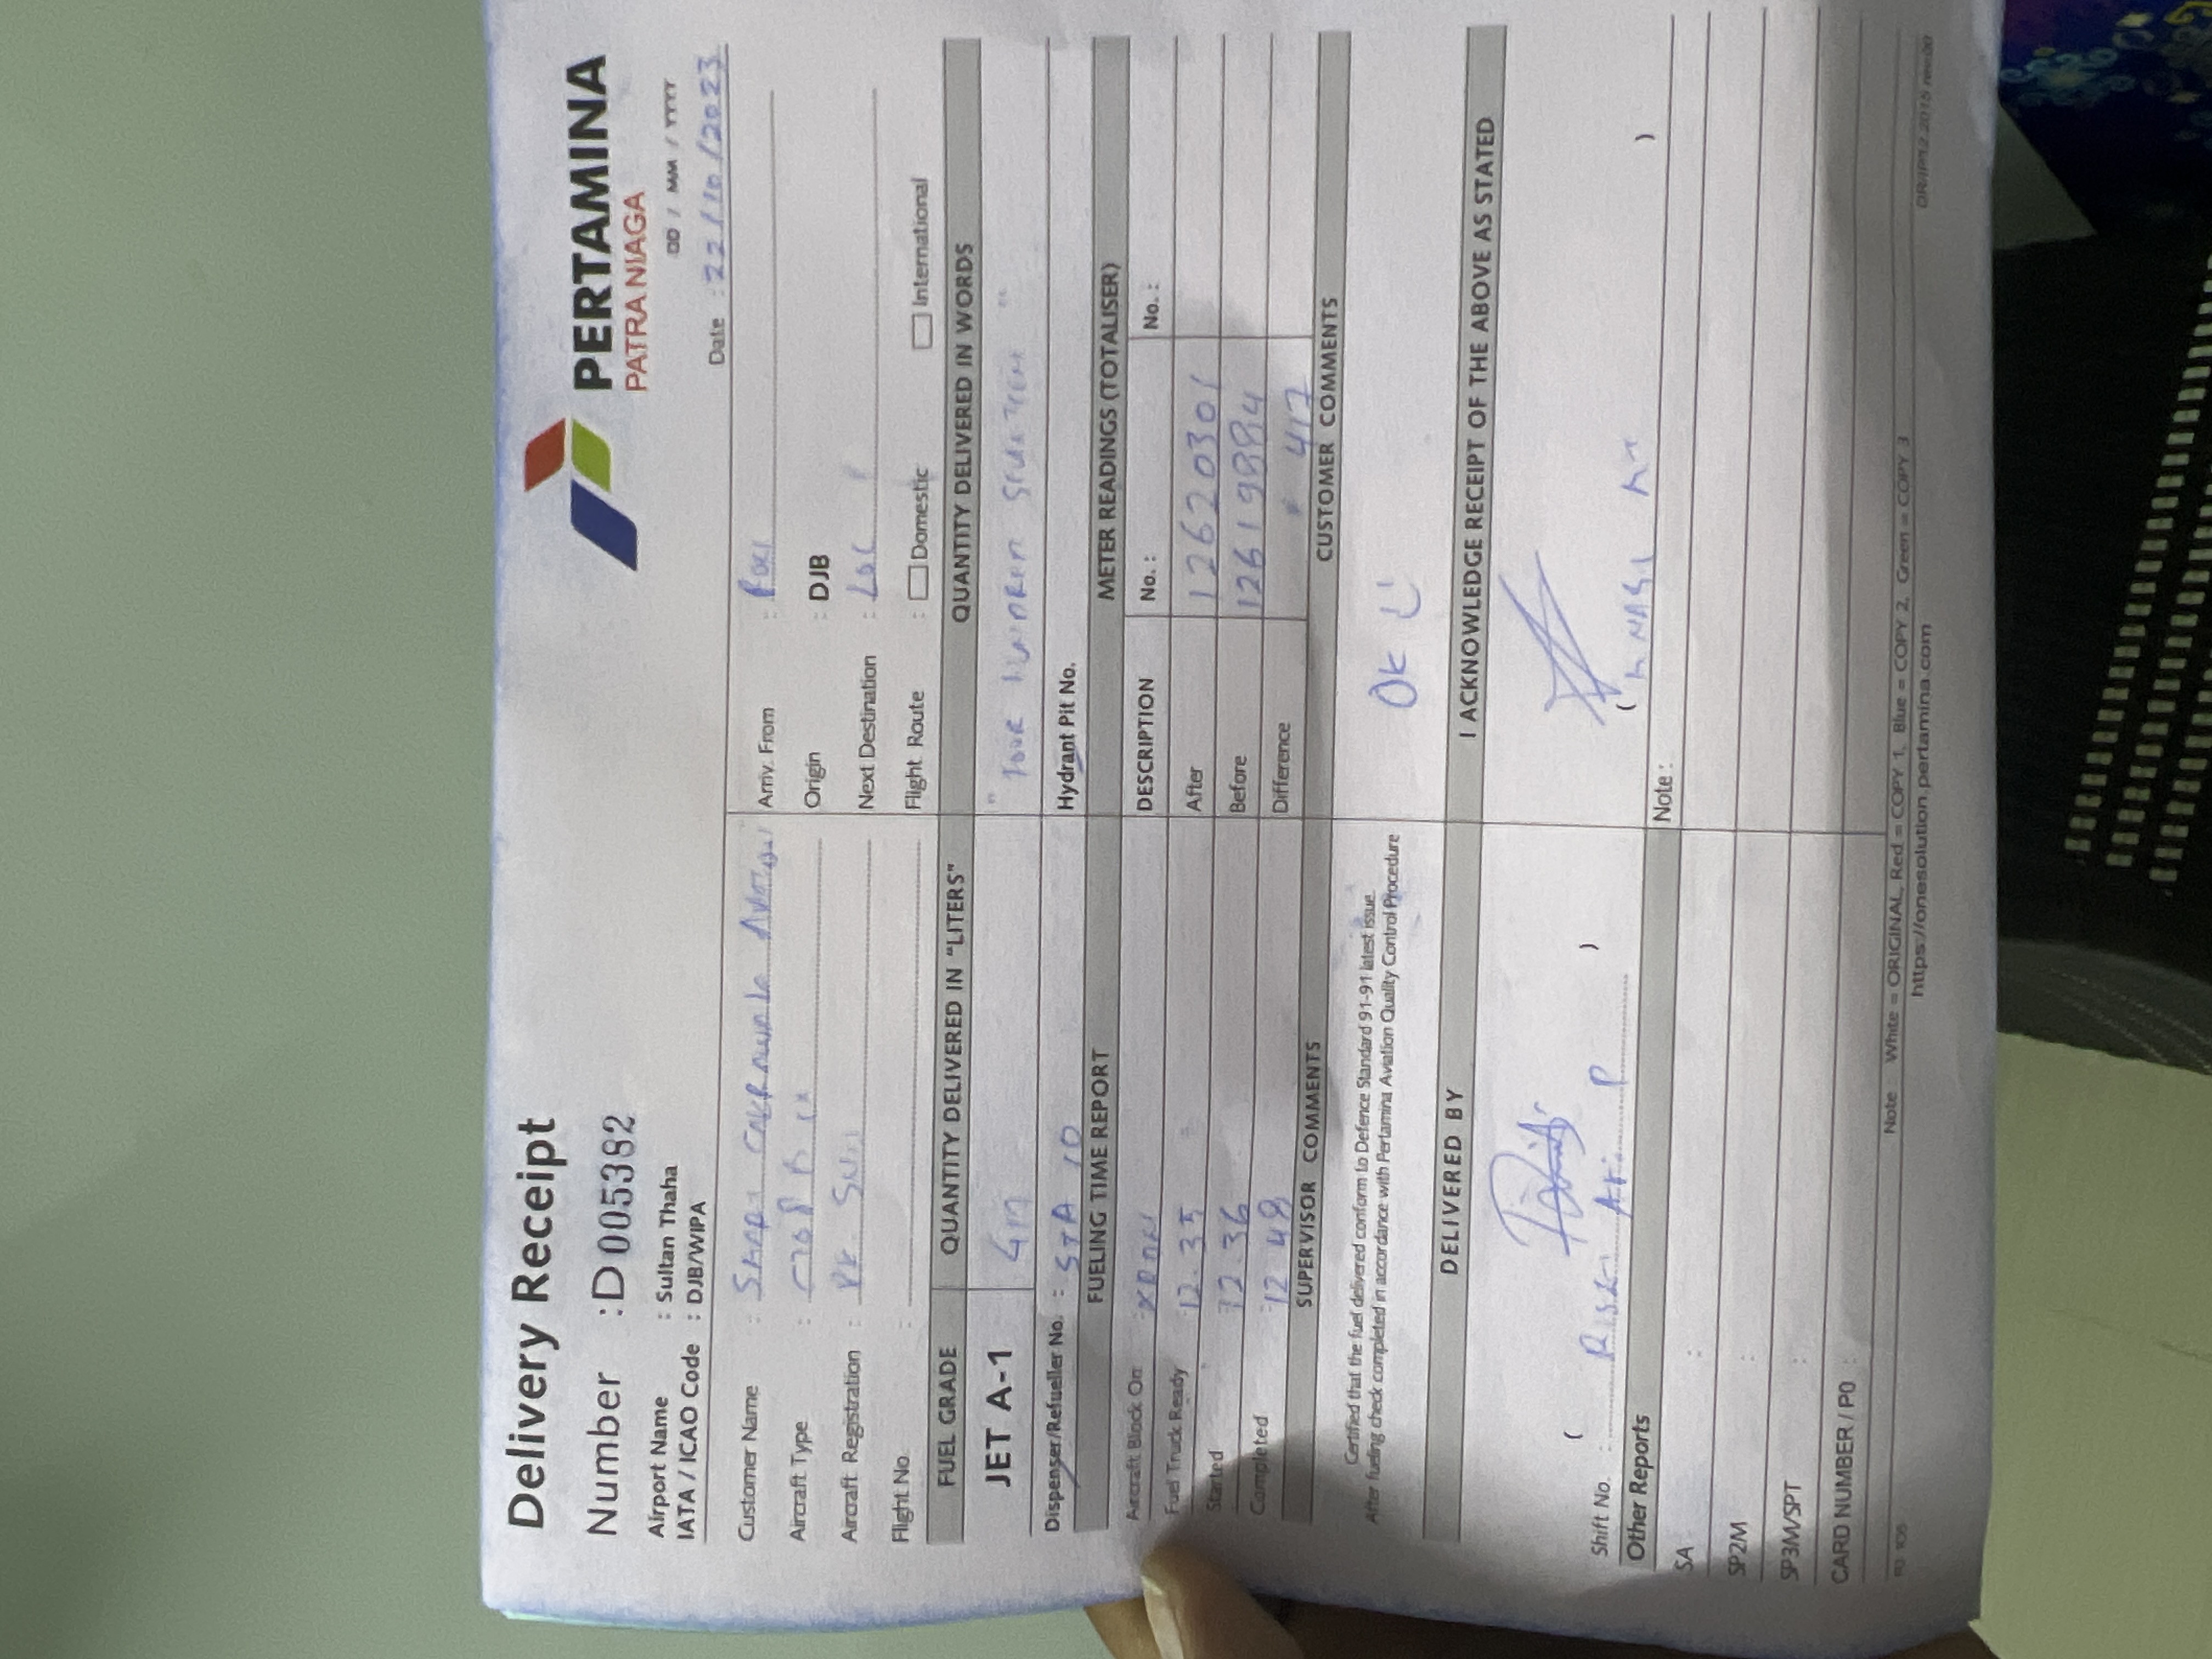 Delivery Receipt
Number : D 005382
PERTAMINA
PATRA NIAGA
Airport Name : Sultan Thaha
IATA / ICAO Code : DJB/WIPA
DD / MM / YYYY
Date : 22/10/2023
Customer Name :
Aircraft Type :
Aircraft Registration : PK
Flight No. :
Arriv. From :
Origin : DJB
Next Destination :
Flight Route : Domestic International
FUEL GRADE QUANTITY DELIVERED IN "LITERS" QUANTITY DELIVERED IN WORDS
JET A-1 417 " FOUR HUNDRED SEVENTEEN "
Dispenser/Refueller No. : STA 10 Hydrant Pit No.
FUELING TIME REPORT METER READINGS (TOTALISER)
Aircraft Block On : DESCRIPTION No. : No. :
Fuel Truck Ready : 12.35 After 12620301
Started : 12.36 Before 12619884
Completed : 12.48 Difference 417
SUPERVISOR COMMENTS CUSTOMER COMMENTS
Certified that the fuel delivered conform to Defence Standard 91-91 latest issue.
After fueling check completed in accordance with Pertamina Aviation Quality Control Procedure
Ok
DELIVERED BY I ACKNOWLEDGE RECEIPT OF THE ABOVE AS STATED
( ) ( )
Shift No. :
Other Reports Note :
SA :
SP2M :
SP3M/SPT :
CARD NUMBER / PO :
Note : White = ORIGINAL, Red = COPY 1, Blue = COPY 2, Green = COPY 3
https://onesolution.pertamina.com